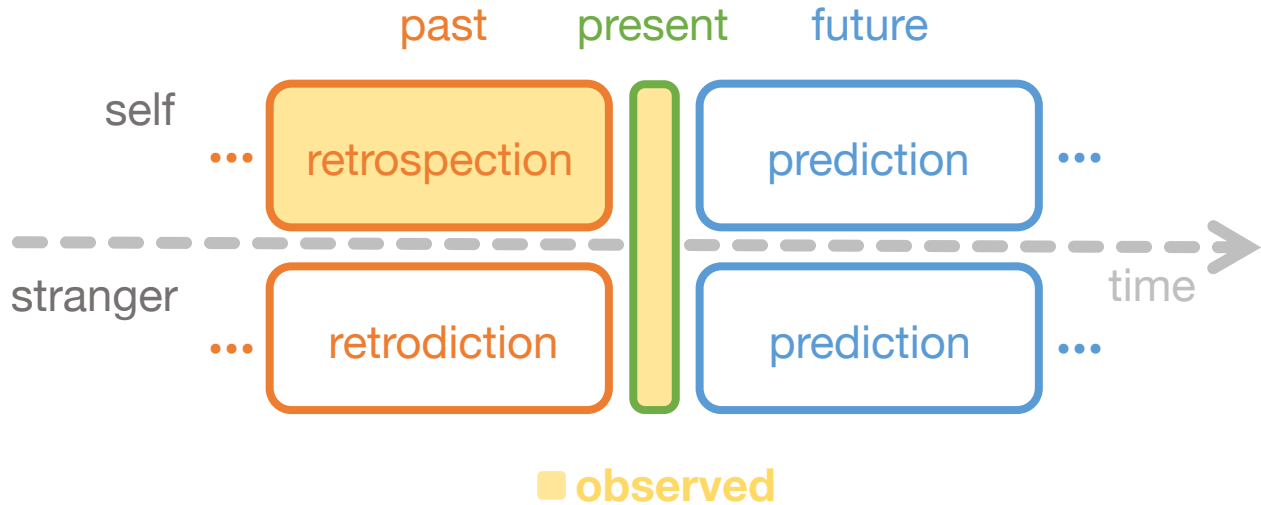 past present future
self
... retrospection prediction ...
time
stranger
... retrodiction prediction ...
observed